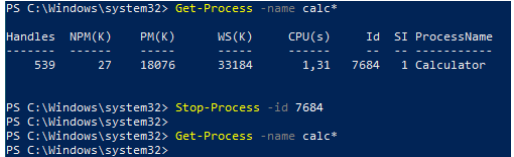 PS C:\Windows\system32> Get-Process -name calc*
Handles NPM(K) PM(K) WS(K) CPU(s) Id SI ProcessName
------- ------ ----- ----- ------ -- -- -----------
539 27 18076 33184 1,31 7684 1 Calculator
PS C:\Windows\system32> Stop-Process -id 7684
PS C:\Windows\system32>
PS C:\Windows\system32> Get-Process -name calc*
PS C:\Windows\system32>